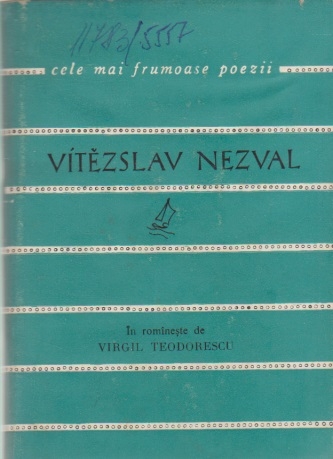 11783/5557
cele mai frumoase poezii
VÍTĚZSLAV NEZVAL
În romînește de
VIRGIL TEODORESCU